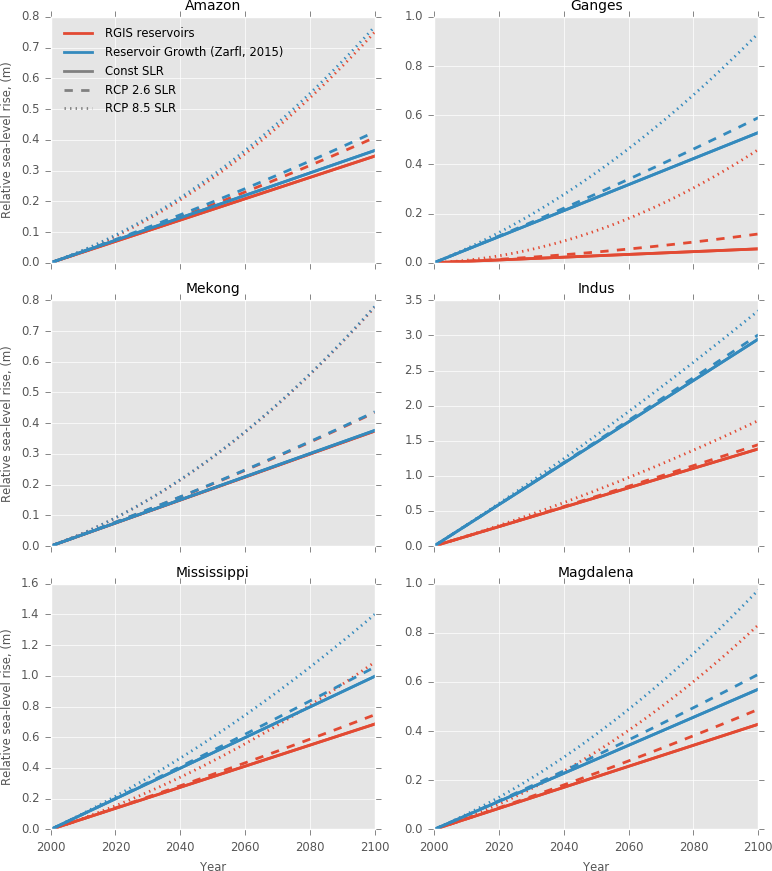 Amazon
Relative sea-level rise, (m)
0.8
0.7
0.6
0.5
0.4
0.3
0.2
0.1
0.0
RGIS reservoirs
Reservoir Growth (Zarfl, 2015)
Const SLR
RCP 2.6 SLR
RCP 8.5 SLR
Ganges
1.0
0.8
0.6
0.4
0.2
0.0
Mekong
Relative sea-level rise, (m)
0.8
0.7
0.6
0.5
0.4
0.3
0.2
0.1
0.0
Indus
3.5
3.0
2.5
2.0
1.5
1.0
0.5
0.0
Mississippi
Relative sea-level rise, (m)
1.6
1.4
1.2
1.0
0.8
0.6
0.4
0.2
0.0
2000 2020 2040 2060 2080 2100
Year
Magdalena
1.0
0.8
0.6
0.4
0.2
0.0
2000 2020 2040 2060 2080 2100
Year